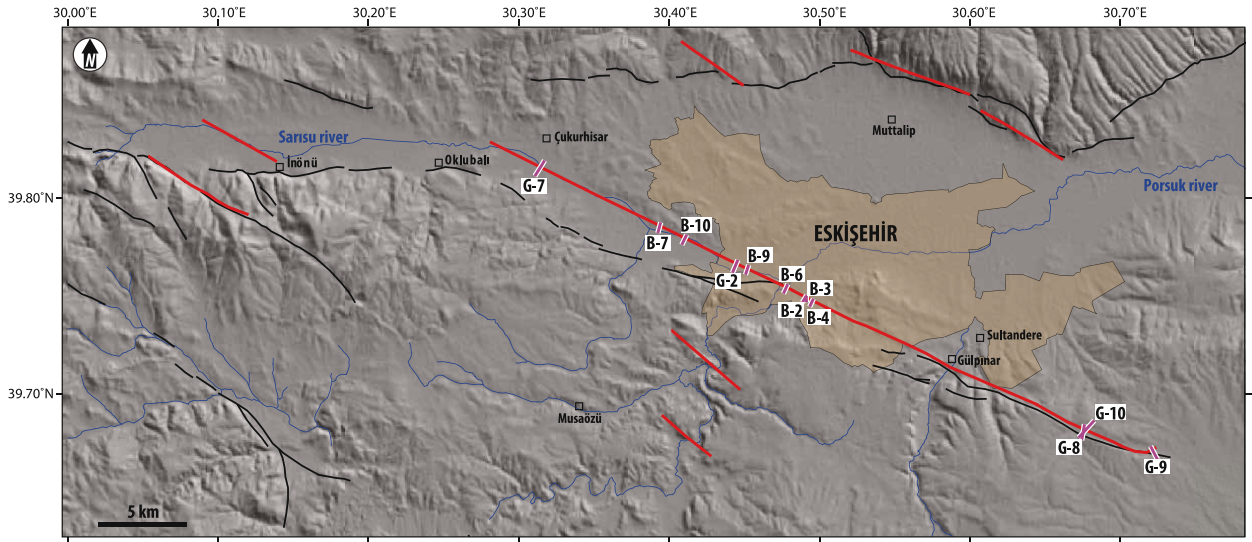 30.00°E 30.10°E 30.20°E 30.30°E 30.40°E 30.50°E 30.60°E 30.70°E
N
Sarısu river
Çukurhisar
Muttalip
İnönü
Oklubalı
G-7
Porsuk river
39.80°N
B-10
B-7
ESKİŞEHİR
B-9
G-2
B-6
B-3
B-2
B-4
Sultandere
Gülpınar
39.70°N
Musaözü
G-10
G-8
G-9
5 km